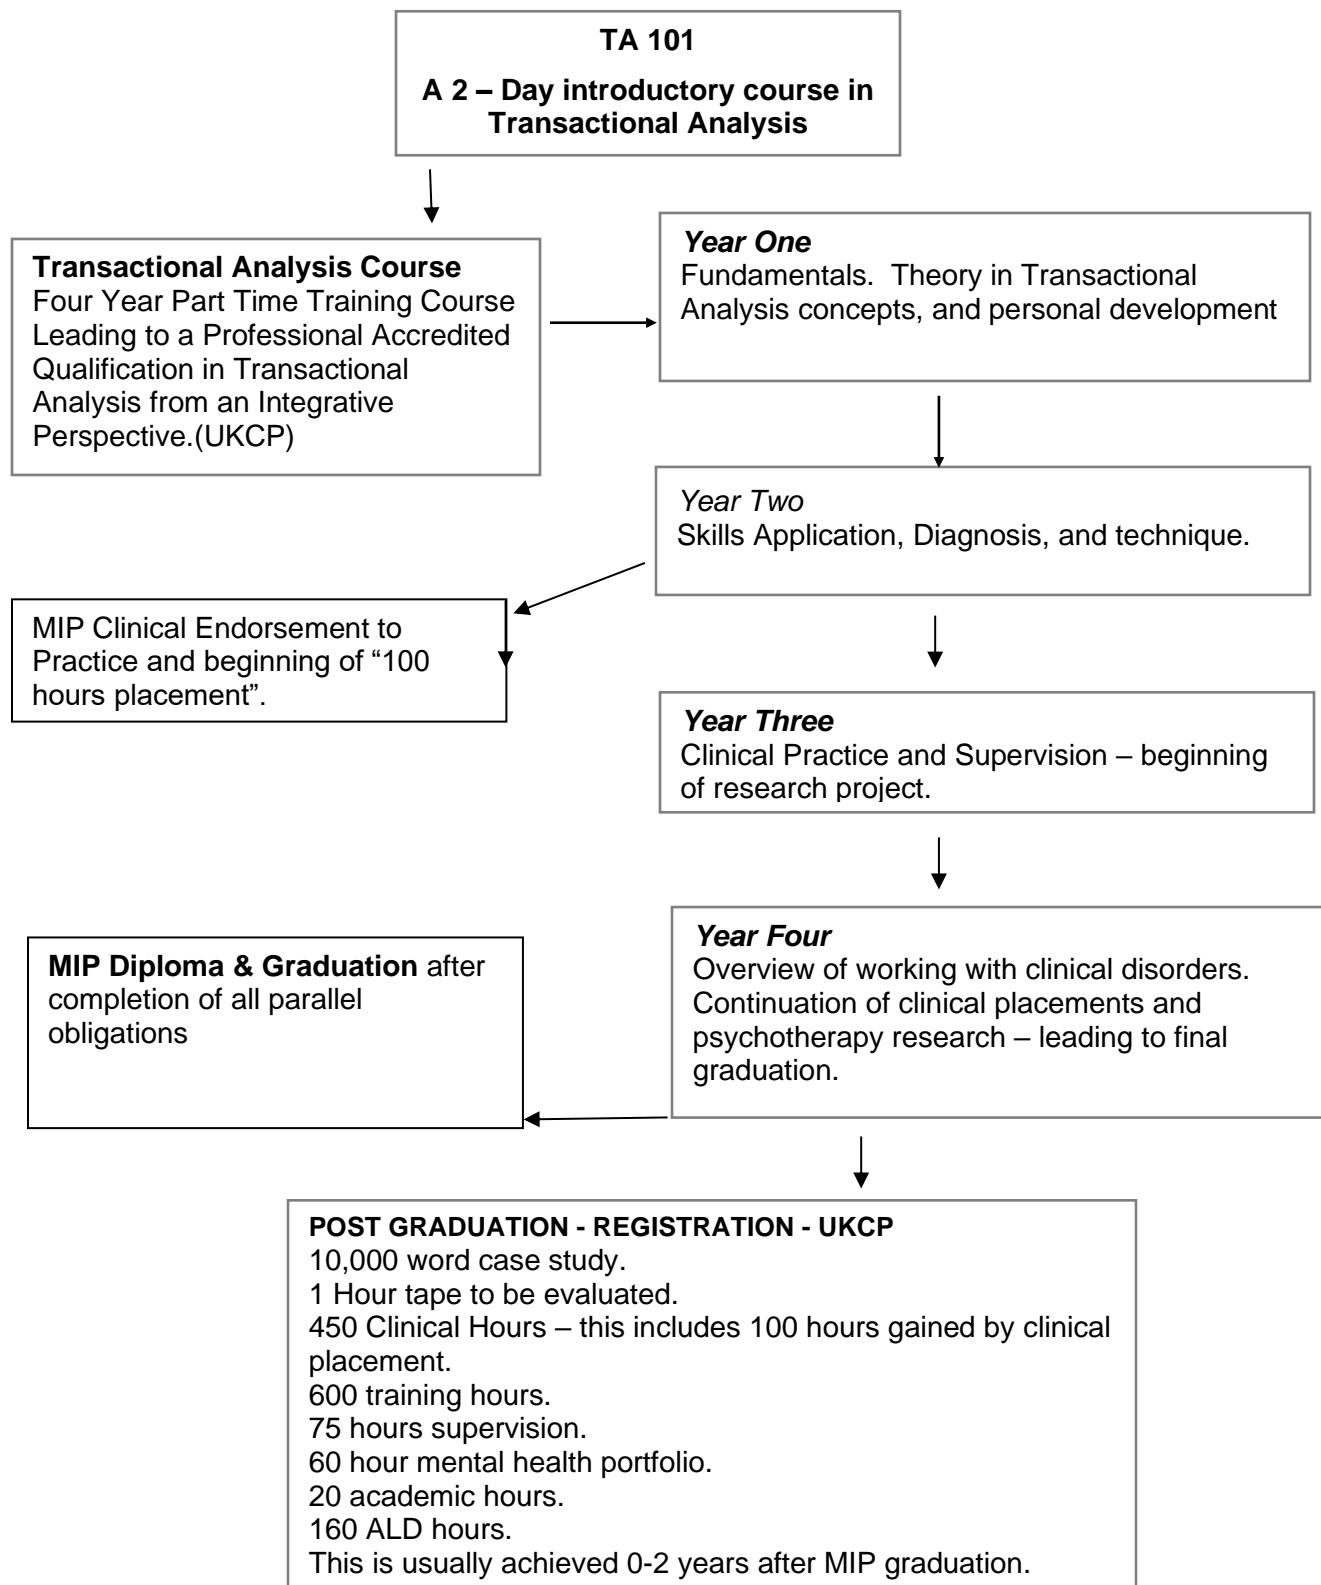 TA 101
A 2 – Day introductory course in
Transactional Analysis
Transactional Analysis Course
Four Year Part Time Training Course
Leading to a Professional Accredited
Qualification in Transactional
Analysis from an Integrative
Perspective.(UKCP)
Year One
Fundamentals.  Theory in Transactional
Analysis concepts, and personal development
Year Two
Skills Application, Diagnosis, and technique.
MIP Clinical Endorsement to
Practice and beginning of “100
hours placement”.
Year Three
Clinical Practice and Supervision – beginning
of research project.
Year Four
Overview of working with clinical disorders.
Continuation of clinical placements and
psychotherapy research – leading to final
graduation.
MIP Diploma & Graduation after
completion of all parallel
obligations
POST GRADUATION - REGISTRATION - UKCP
10,000 word case study.
1 Hour tape to be evaluated.
450 Clinical Hours – this includes 100 hours gained by clinical
placement.
600 training hours.
75 hours supervision.
60 hour mental health portfolio.
20 academic hours.
160 ALD hours.
This is usually achieved 0-2 years after MIP graduation.